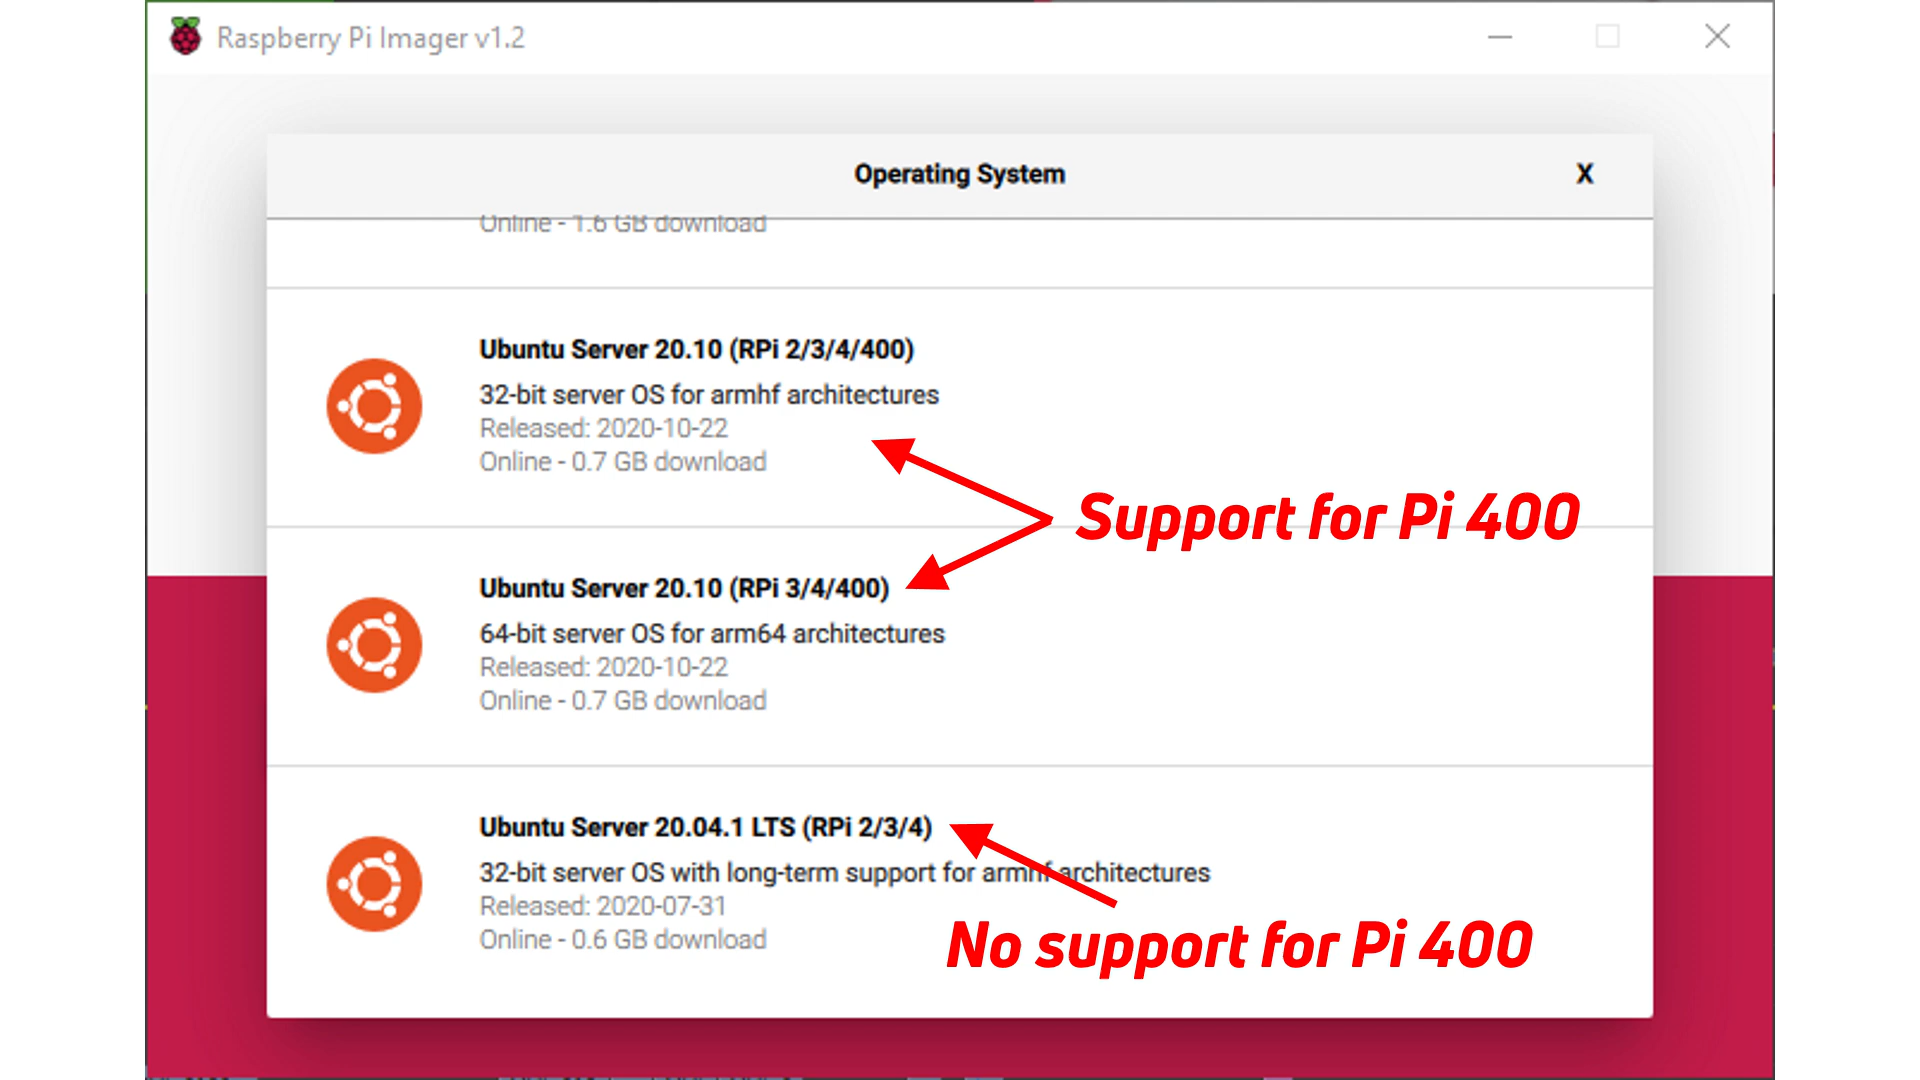 Raspberry Pi Imager v1.2
Operating System
X
Online - 1.6 GB download
Ubuntu Server 20.10 (RPi 2/3/4/400)
32-bit server OS for armhf architectures
Released: 2020-10-22
Online - 0.7 GB download
Support for Pi 400
Ubuntu Server 20.10 (RPi 3/4/400)
64-bit server OS for arm64 architectures
Released: 2020-10-22
Online - 0.7 GB download
Ubuntu Server 20.04.1 LTS (RPi 2/3/4)
32-bit server OS with long-term support for armhf architectures
Released: 2020-07-31
Online - 0.6 GB download
No support for Pi 400